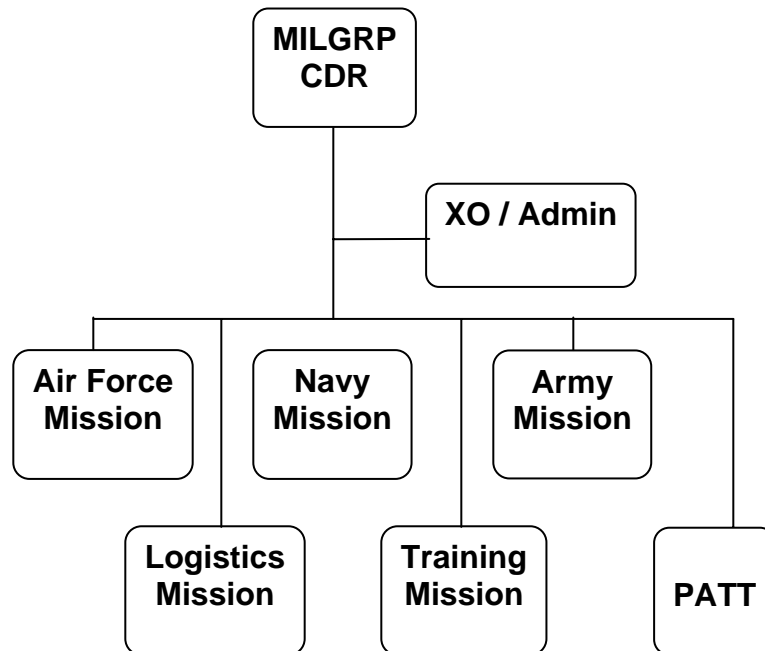 MILGRP
CDR
XO / Admin
Air Force
Mission
Navy
Mission
Army
Mission
Logistics
Mission
Training
Mission
PATT